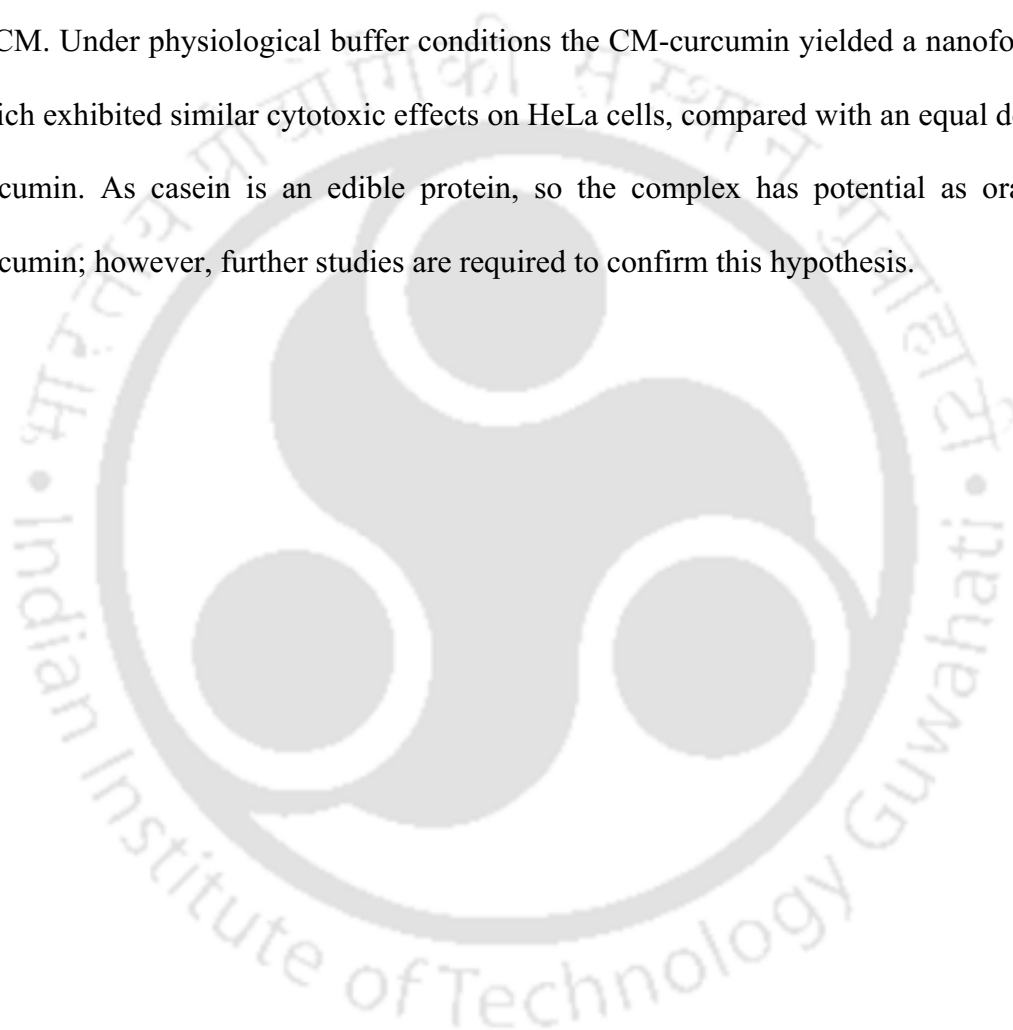 CM. Under physiological buffer conditions the CM-curcumin yielded a nanofo
ich exhibited similar cytotoxic effects on HeLa cells, compared with an equal d
cumin. As casein is an edible protein, so the complex has potential as ora
cumin; however, further studies are required to confirm this hypothesis.
भारतीय प्रौद्योगिकी संस्थान गुवाहाटी
Indian Institute of Technology Guwahati